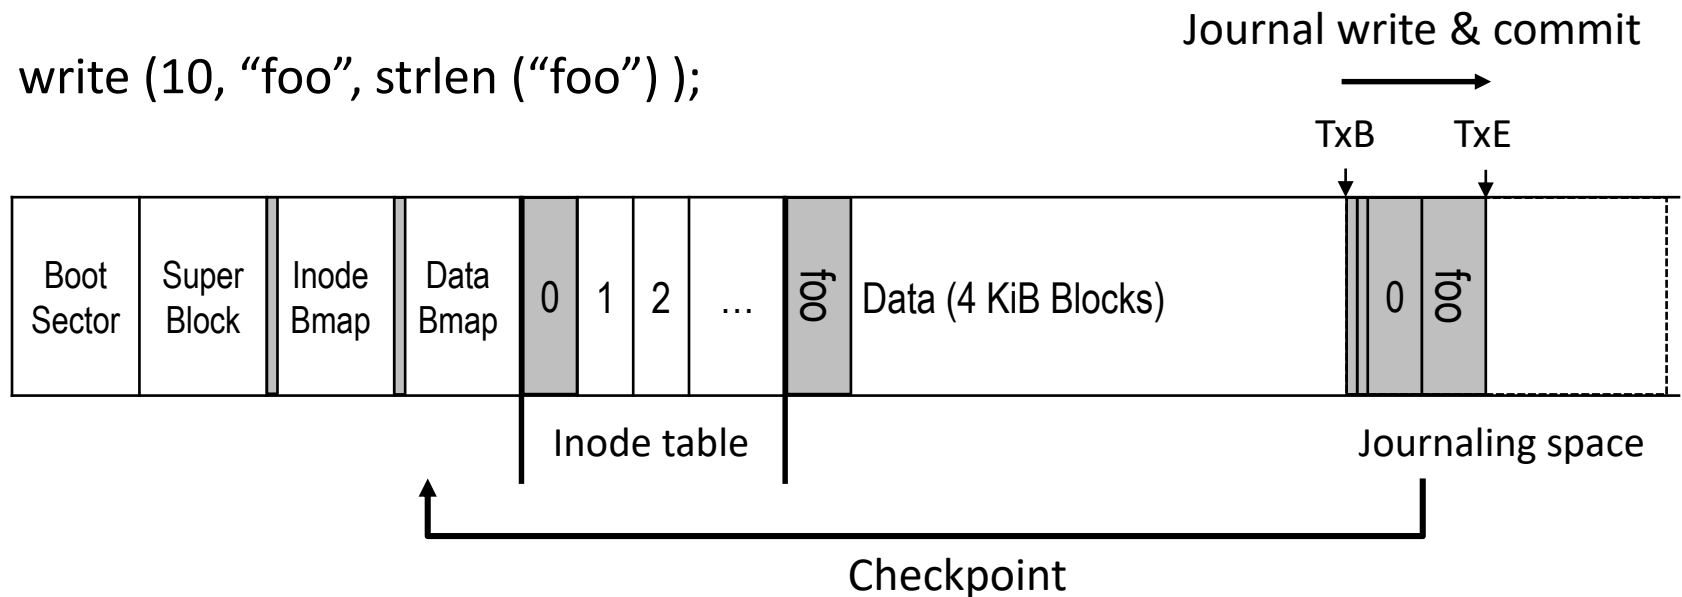 Journal write & commit
write (10, “foo”, strlen (“foo”) );
TxB TxE
Boot Sector
Super Block
Inode Bmap
Data Bmap
0 1 2 ...
foo
Data (4 KiB Blocks)
0
foo
Inode table
Journaling space
Checkpoint